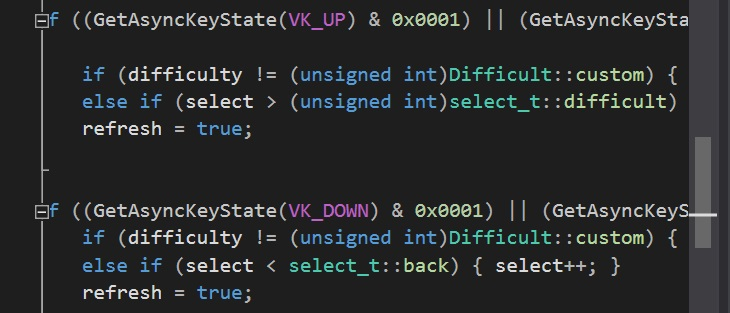 f ((GetAsyncKeyState(VK_UP) & 0x0001) || (GetAsyncKeySta
if (difficulty != (unsigned int)Difficult::custom) {
else if (select > (unsigned int)select_t::difficult)
refresh = true;
f ((GetAsyncKeyState(VK_DOWN) & 0x0001) || (GetAsyncKeyS
if (difficulty != (unsigned int)Difficult::custom) {
else if (select < select_t::back) { select++; }
refresh = true;